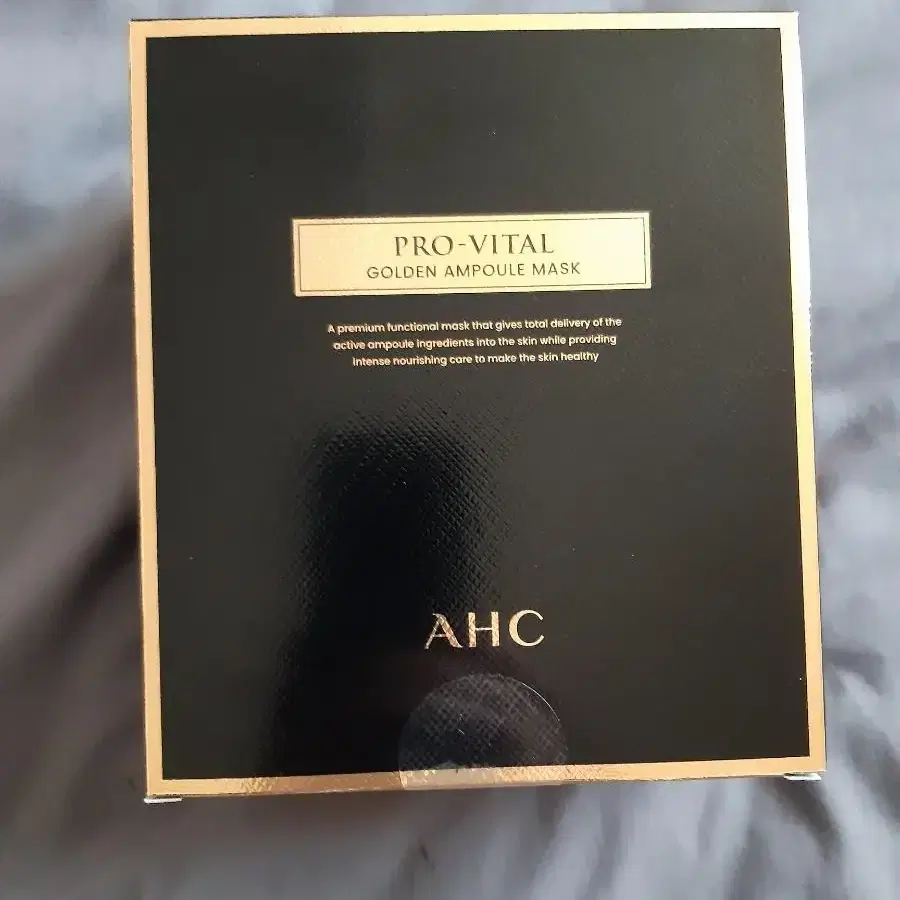 PRO-VITAL
GOLDEN AMPOULE MASK
A premium functional mask that gives total delivery of the
active ampoule ingredients into the skin while providing
intense nourishing care to make the skin healthy
AHC